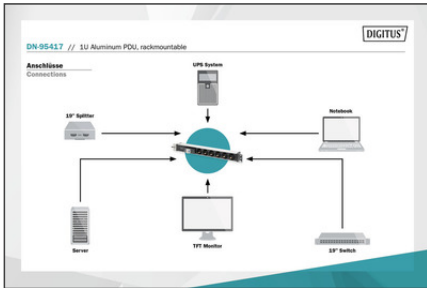 DIGITUS®
DN-95417 // 1U Aluminum PDU, rackmountable
Anschlüsse
Connections
UPS System
19" Splitter
Notebook
Server
TFT Monitor
19" Switch